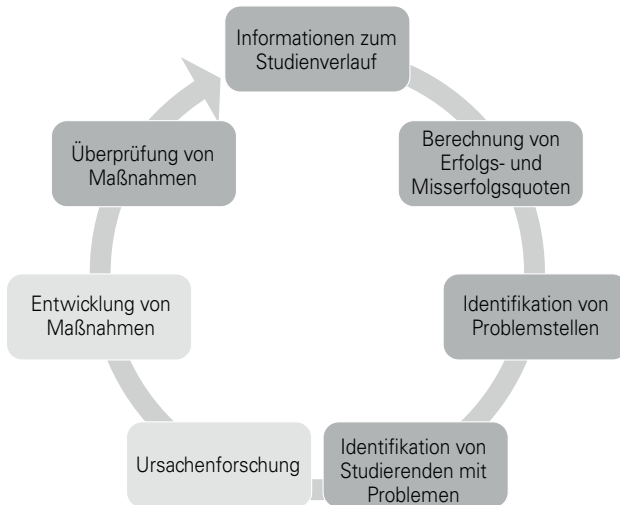 Informationen zum
Studienverlauf
Berechnung von
Erfolgs- und
Misserfolgsquoten
Identifikation von
Problemstellen
Identifikation von
Studierenden mit
Problemen
Ursachenforschung
Entwicklung von
Maßnahmen
Überprüfung von
Maßnahmen